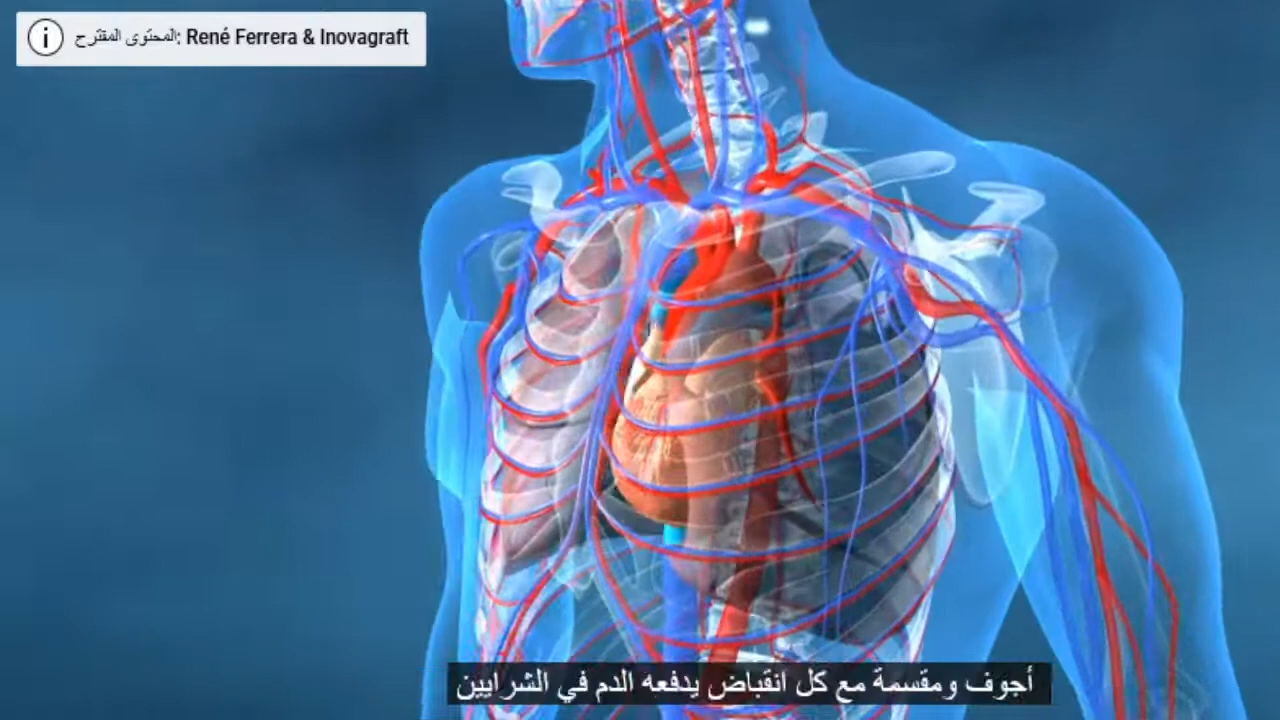 المحتوى المقترح: René Ferrera & Inovagraft
أجوف ومقسمة مع كل انقباض يدفعه الدم في الشرايين